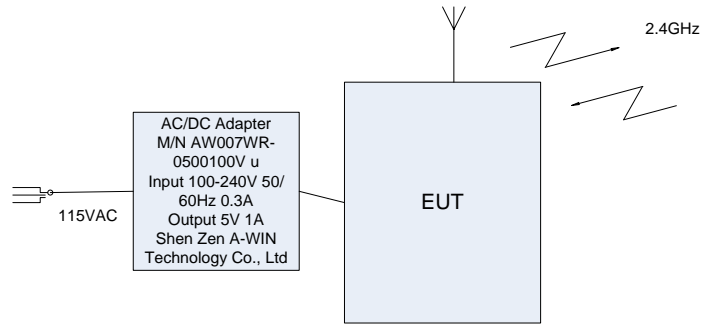 2.4GHz
AC/DC Adapter
M/N AW007WR-
0500100V u
Input 100-240V 50/
60Hz 0.3A
Output 5V 1A
Shen Zen A-WIN
Technology Co., Ltd
115VAC
EUT